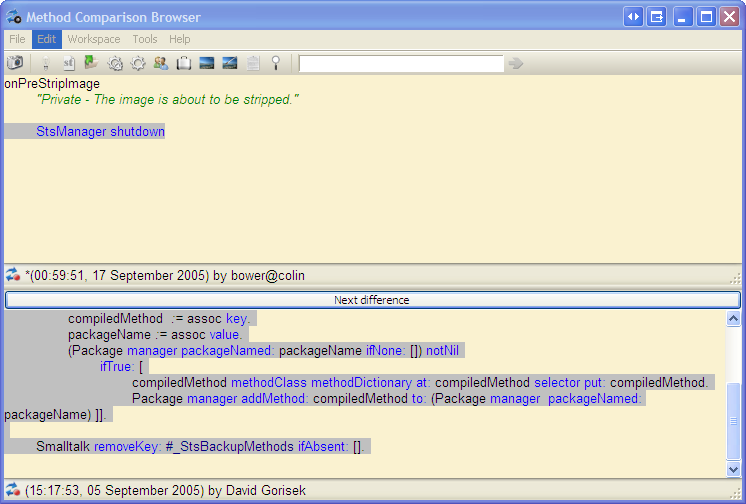 Method Comparison Browser
File Edit Workspace Tools Help
onPreStripImage
"Private - The image is about to be stripped."
StsManager shutdown
*(00:59:51, 17 September 2005) by bower@colin
Next difference
compiledMethod := assoc key.
packageName := assoc value.
(Package manager packageNamed: packageName ifNone: []) notNil
ifTrue: [
compiledMethod methodClass methodDictionary at: compiledMethod selector put: compiledMethod.
Package manager addMethod: compiledMethod to: (Package manager packageNamed:
packageName) ]].
Smalltalk removeKey: #_StsBackupMethods ifAbsent: [].
(15:17:53, 05 September 2005) by David Gorisek